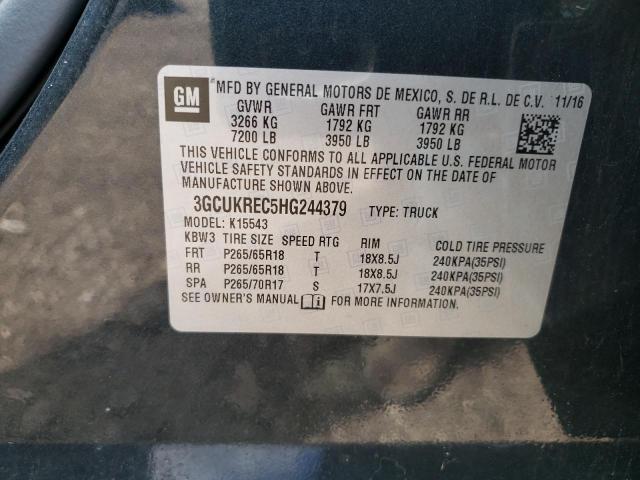 GM
#MFD BY GENERAL MOTORS DE MEXICO, S. DE R.L. DE C.V. 11/16
GVWR GAWR FRT GAWR RR
3266 KG 1792 KG 1792 KG
7200 LB 3950 LB 3950 LB
THIS VEHICLE CONFORMS TO ALL APPLICABLE U.S. FEDERAL MOTOR
VEHICLE SAFETY STANDARDS IN EFFECT ON THE DATE OF
MANUFACTURE SHOWN ABOVE.
3GCUKREC5HG244379 TYPE: TRUCK
MODEL: K15543
KBW3 TIRE SIZE SPEED RTG RIM COLD TIRE PRESSURE
FRT P265/65R18 T 18X8.5J 240KPA(35PSI)
RR P265/65R18 T 18X8.5J 240KPA(35PSI)
SPA P265/70R17 S 17X7.5J 240KPA(35PSI)
SEE OWNER'S MANUAL FOR MORE INFORMATION.